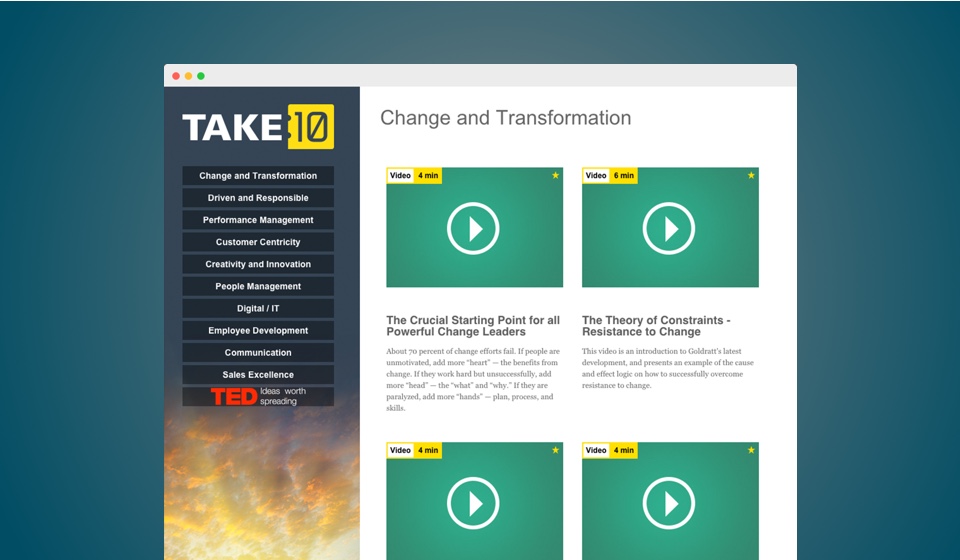 TAKE:10
Change and Transformation
Driven and Responsible
Performance Management
Customer Centricity
Creativity and Innovation
People Management
Digital / IT
Employee Development
Communication
Sales Excellence
TED Ideas worth
spreading
Change and Transformation
Video 4 min
Video 6 min
The Crucial Starting Point for all
Powerful Change Leaders
About 70 percent of change efforts fail. If people are
unmotivated, add more “heart” — the benefits from
change. If they work hard but unsuccessfully, add
more “head” — the “what” and “why.” If they are
paralyzed, add more “hands” — plan, process, and
skills.
The Theory of Constraints -
Resistance to Change
This video is an introduction to Goldratt's latest
development, and presents an example of the cause
and effect logic on how to successfully overcome
resistance to change.
Video 4 min
Video 4 min